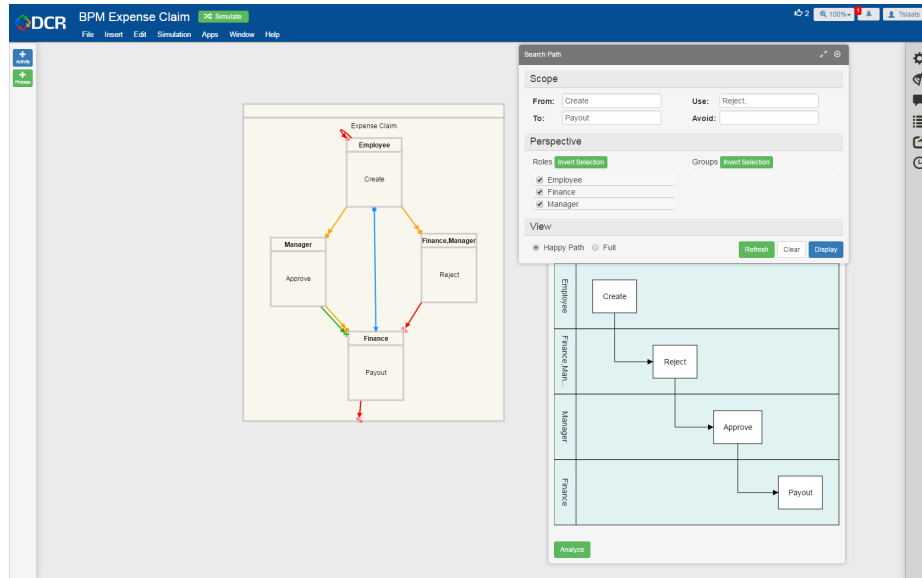 DCR
BPM Expense Claim
Simulate
2
100%
1
Tslaats
File Insert Edit Simulation Apps Window Help
Activity
Process
Expense Claim
Employee
Create
Manager
Approve
Finance,Manager
Reject
%
%
Finance
Payout
%
Search Path
Scope
From: Create
Use: Reject,
To: Payout
Avoid:
Perspective
Roles Invert Selection
Groups Invert Selection
Employee
Finance
Manager
View
Happy Path Full
Refresh Clear Display
Employee
Create
Finance,Man...
Reject
Manager
Approve
Finance
Payout
Analyze